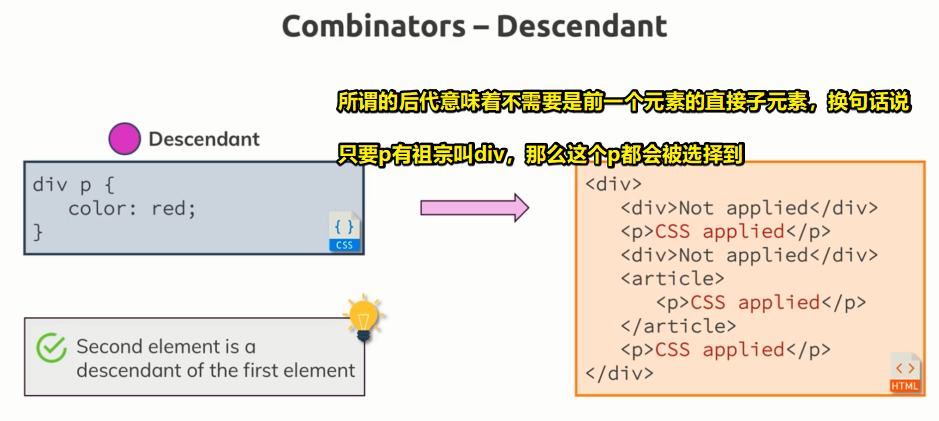 Combinators – Descendant
所谓的后代意味着不需要是前一个元素的直接子元素，换句话说
只要p有祖宗叫div，那么这个p都会被选择到
Descendant
div p {
color: red;
}
{ }
CSS
Second element is a
descendant of the first element
<div>
<div>Not applied</div>
<p>CSS applied</p>
<div>Not applied</div>
<article>
<p>CSS applied</p>
</article>
<p>CSS applied</p>
</div>
< >
HTML